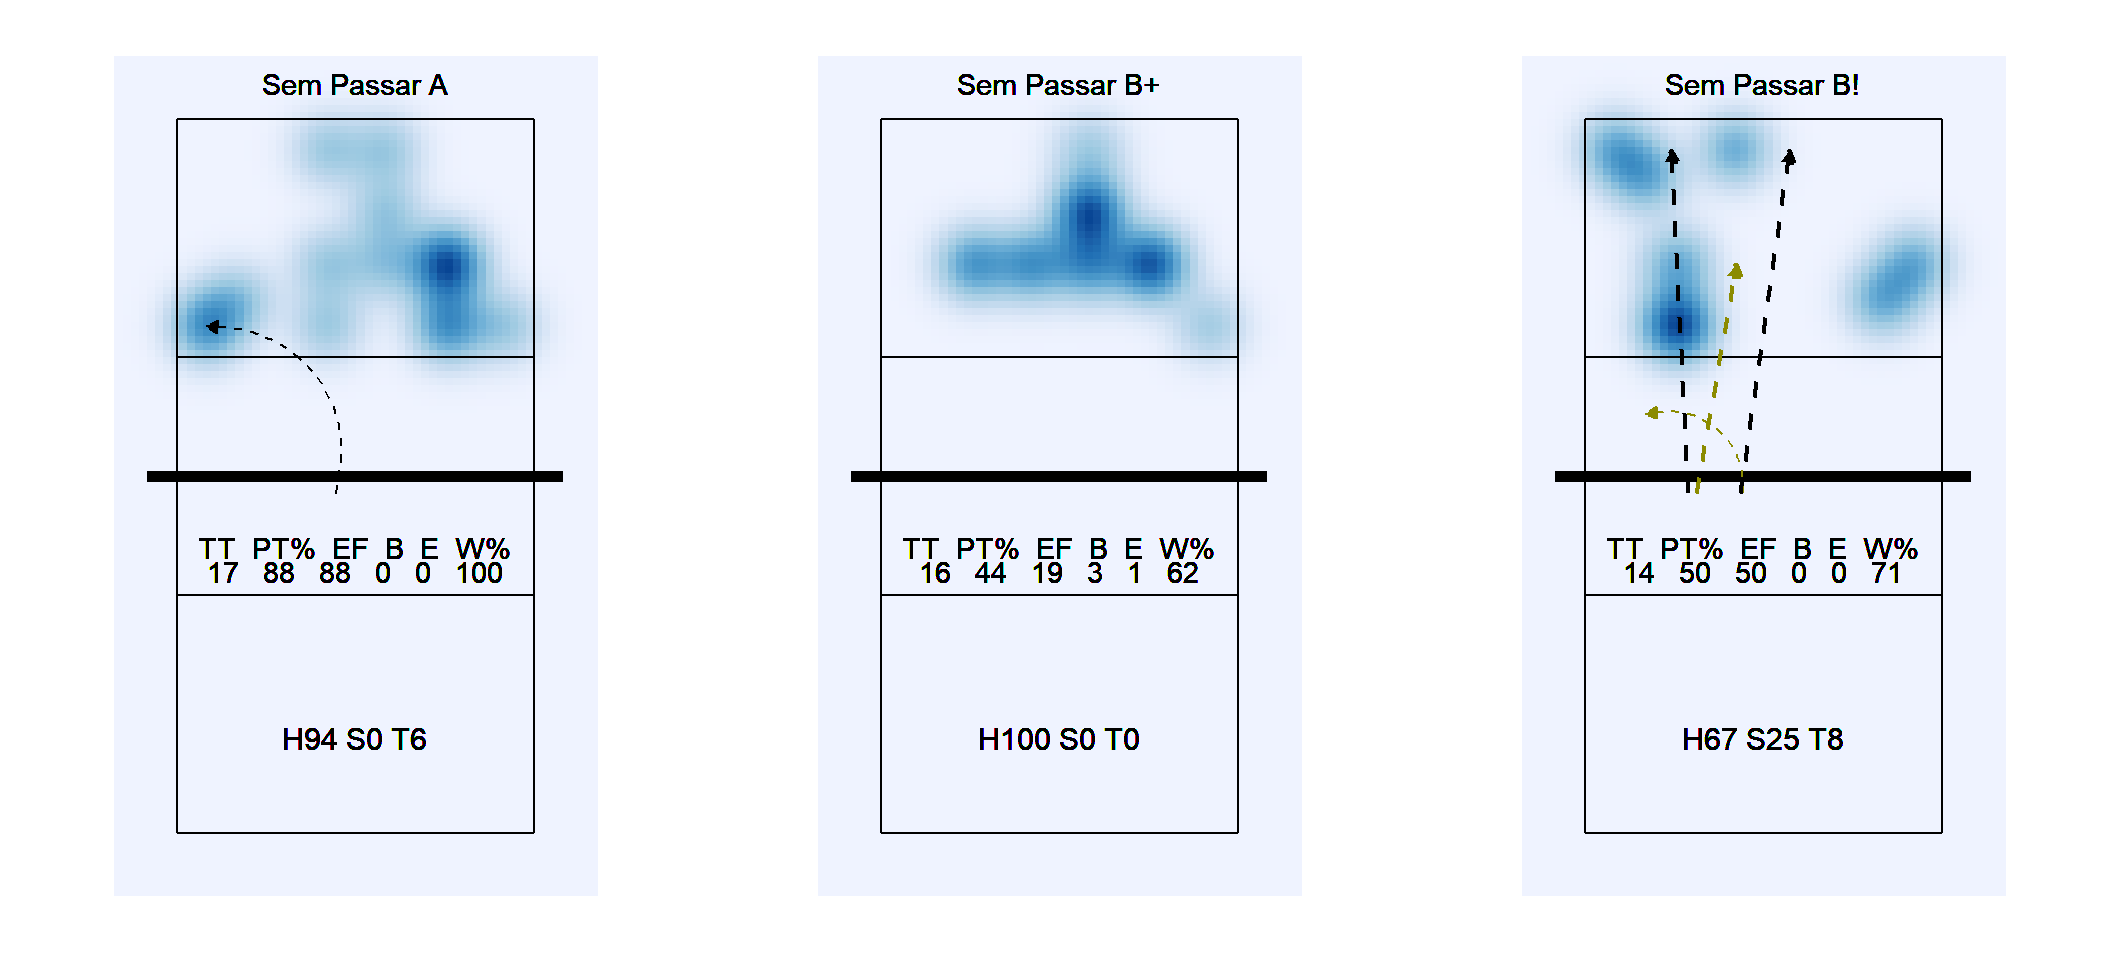 Sem Passar A
TT PT% EF B E W%
17 88 88 0 0 100
H94 S0 T6
Sem Passar B+
TT PT% EF B E W%
16 44 19 3 1 62
H100 S0 T0
Sem Passar B!
TT PT% EF B E W%
14 50 50 0 0 71
H67 S25 T8